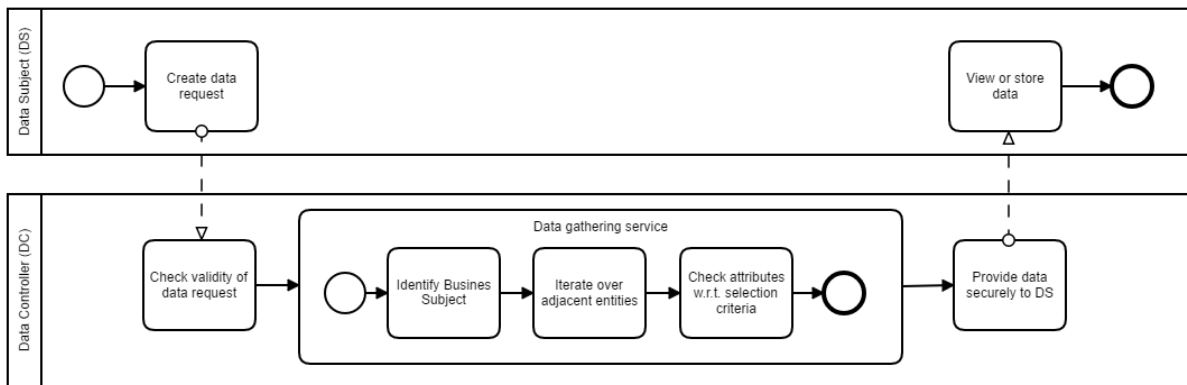 Data Subject (DS)
Create data
request
View or store
data
Data Controller (DC)
Check validity of
data request
Data gathering service
Identify Busines
Subject
Iterate over
adjacent entities
Check attributes
w.r.t. selection
criteria
Provide data
securely to DS